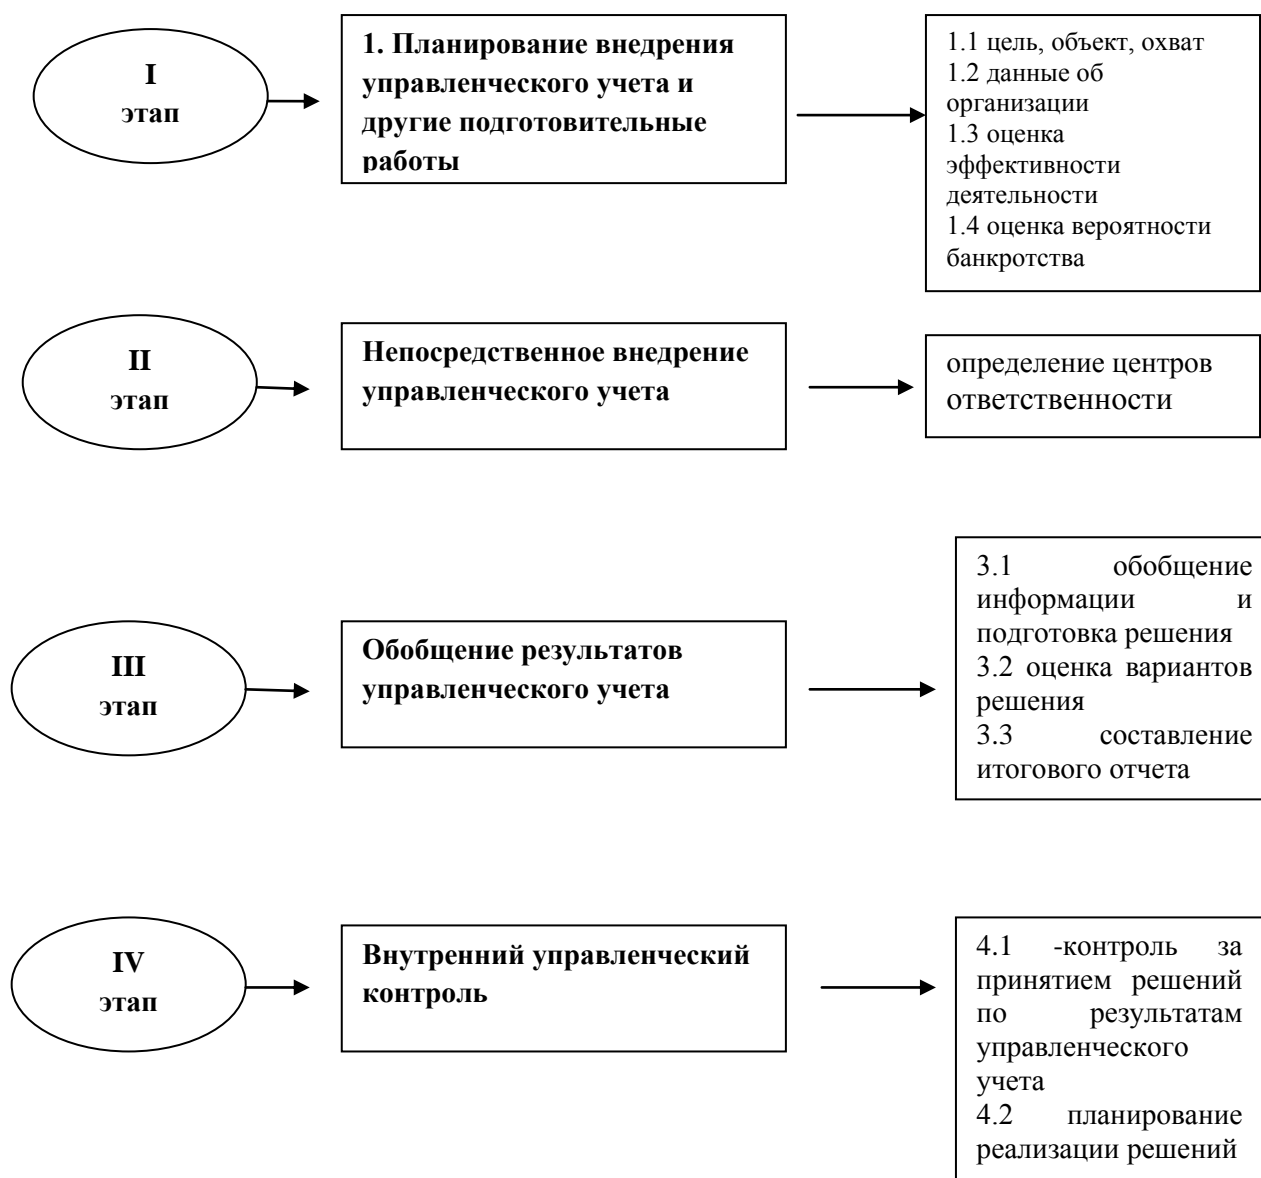 I
этап
1. Планирование внедрения
управленческого учета и
другие подготовительные
работы
1.1 цель, объект, охват
1.2 данные об
организации
1.3 оценка
эффективности
деятельности
1.4 оценка вероятности
банкротства
II
этап
Непосредственное внедрение
управленческого учета
определение центров
ответственности
III
этап
Обобщение результатов
управленческого учета
3.1 обобщение
информации и
подготовка решения
3.2 оценка вариантов
решения
3.3 составление
итогового отчета
IV
этап
Внутренний управленческий
контроль
4.1 -контроль за
принятием решений
по результатам
управленческого
учета
4.2 планирование
реализации решений